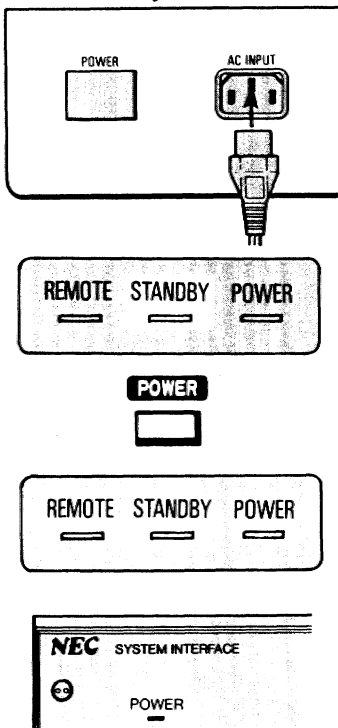 POWER AC INPUT
REMOTE STANDBY POWER
POWER
REMOTE STANDBY POWER
NEC SYSTEM INTERFACE
POWER